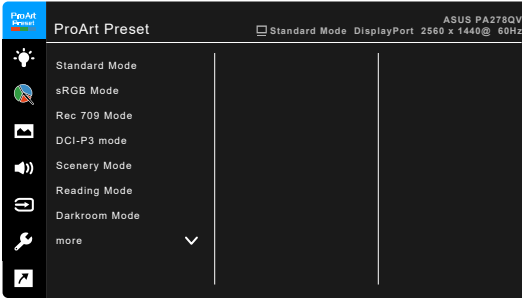 ProArt
Preset
ProArt Preset
ASUS PA278QV
Standard Mode DisplayPort 2560 x 1440@ 60Hz
Standard Mode
sRGB Mode
Rec 709 Mode
DCI-P3 mode
Scenery Mode
Reading Mode
Darkroom Mode
more